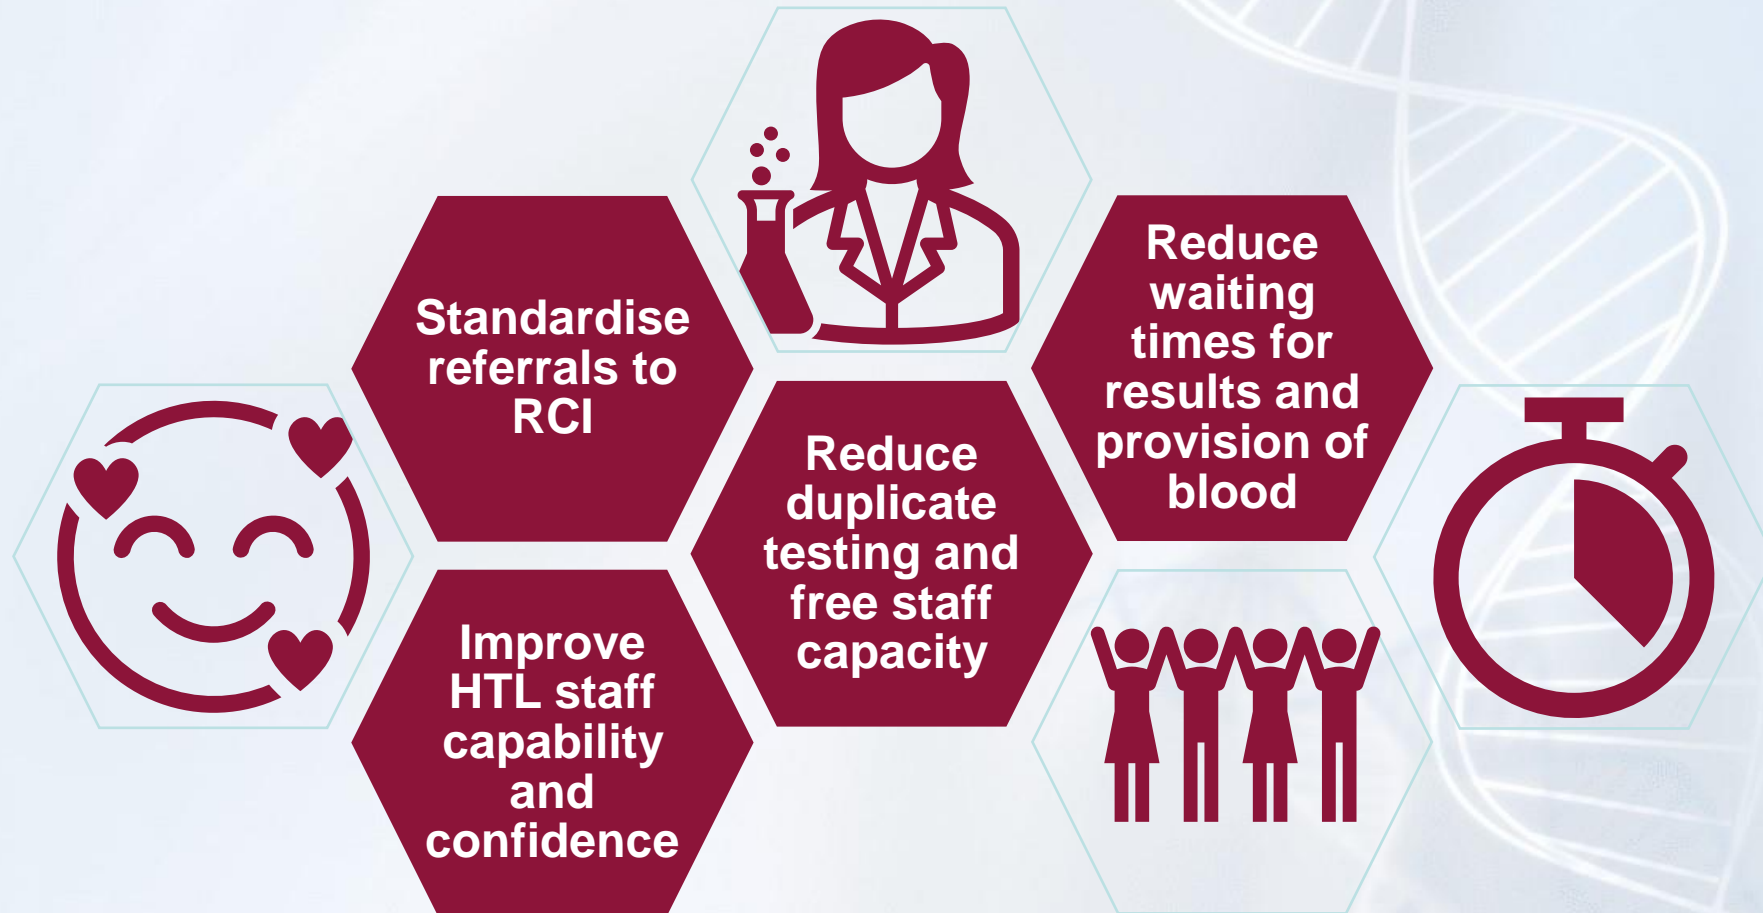 Standardise
referrals to
RCI
Improve
HTL staff
capability
and
confidence
Reduce
duplicate
testing and
free staff
capacity
Reduce
waiting
times for
results and
provision of
blood